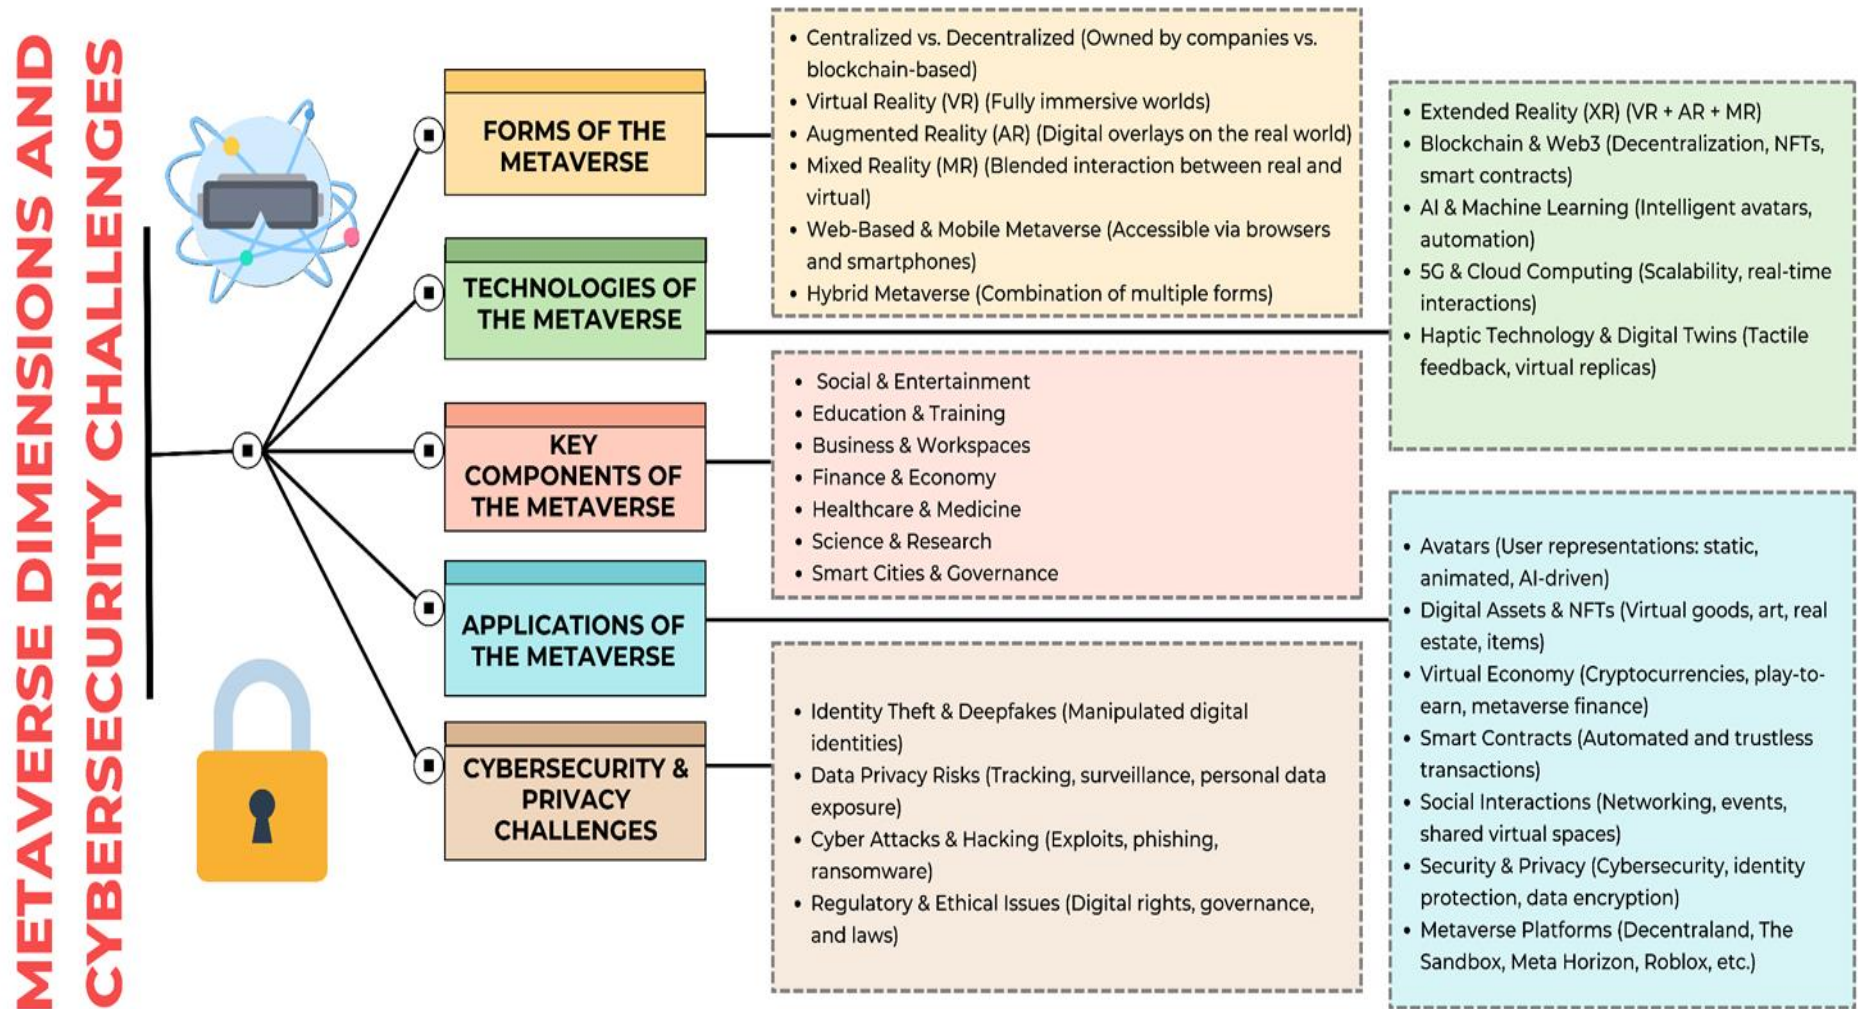 METAVERSE DIMENSIONS AND
CYBERSECURITY CHALLENGES
FORMS OF THE
METAVERSE
• Centralized vs. Decentralized (Owned by companies vs.
blockchain-based)
• Virtual Reality (VR) (Fully immersive worlds)
• Augmented Reality (AR) (Digital overlays on the real world)
• Mixed Reality (MR) (Blended interaction between real and
virtual)
• Web-Based & Mobile Metaverse (Accessible via browsers
and smartphones)
• Hybrid Metaverse (Combination of multiple forms)
TECHNOLOGIES OF
THE METAVERSE
• Extended Reality (XR) (VR + AR + MR)
• Blockchain & Web3 (Decentralization, NFTs,
smart contracts)
• AI & Machine Learning (Intelligent avatars,
automation)
• 5G & Cloud Computing (Scalability, real-time
interactions)
• Haptic Technology & Digital Twins (Tactile
feedback, virtual replicas)
KEY
COMPONENTS OF
THE METAVERSE
• Social & Entertainment
• Education & Training
• Business & Workspaces
• Finance & Economy
• Healthcare & Medicine
• Science & Research
• Smart Cities & Governance
APPLICATIONS OF
THE METAVERSE
• Avatars (User representations: static,
animated, AI-driven)
• Digital Assets & NFTs (Virtual goods, art, real
estate, items)
• Virtual Economy (Cryptocurrencies, play-to-
earn, metaverse finance)
• Smart Contracts (Automated and trustless
transactions)
• Social Interactions (Networking, events,
shared virtual spaces)
• Security & Privacy (Cybersecurity, identity
protection, data encryption)
• Metaverse Platforms (Decentraland, The
Sandbox, Meta Horizon, Roblox, etc.)
CYBERSECURITY &
PRIVACY
CHALLENGES
• Identity Theft & Deepfakes (Manipulated digital
identities)
• Data Privacy Risks (Tracking, surveillance, personal data
exposure)
• Cyber Attacks & Hacking (Exploits, phishing,
ransomware)
• Regulatory & Ethical Issues (Digital rights, governance,
and laws)